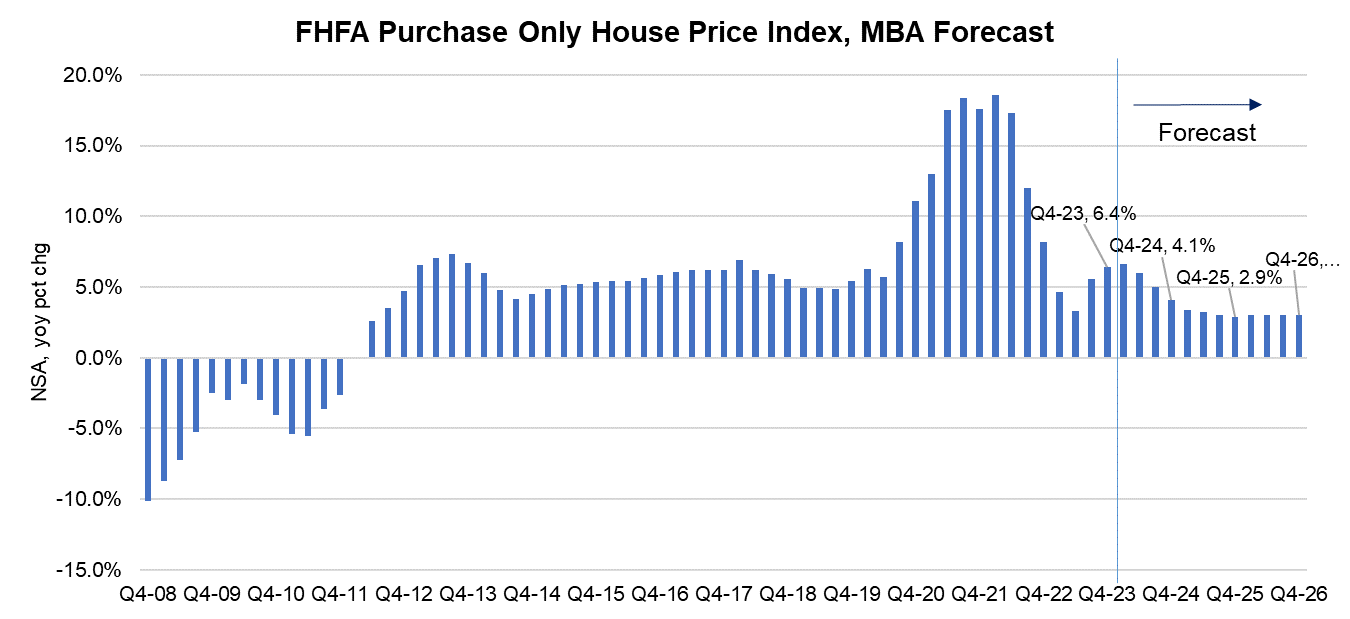 FHFA Purchase Only House Price Index, MBA Forecast
NSA, yoy pct chg
20.0%
15.0%
10.0%
5.0%
0.0%
-5.0%
-10.0%
-15.0%
Forecast
Q4-23, 6.4%
Q4-24, 4.1%
Q4-25, 2.9%
Q4-26,...
Q4-08 Q4-09 Q4-10 Q4-11 Q4-12 Q4-13 Q4-14 Q4-15 Q4-16 Q4-17 Q4-18 Q4-19 Q4-20 Q4-21 Q4-22 Q4-23 Q4-24 Q4-25 Q4-26